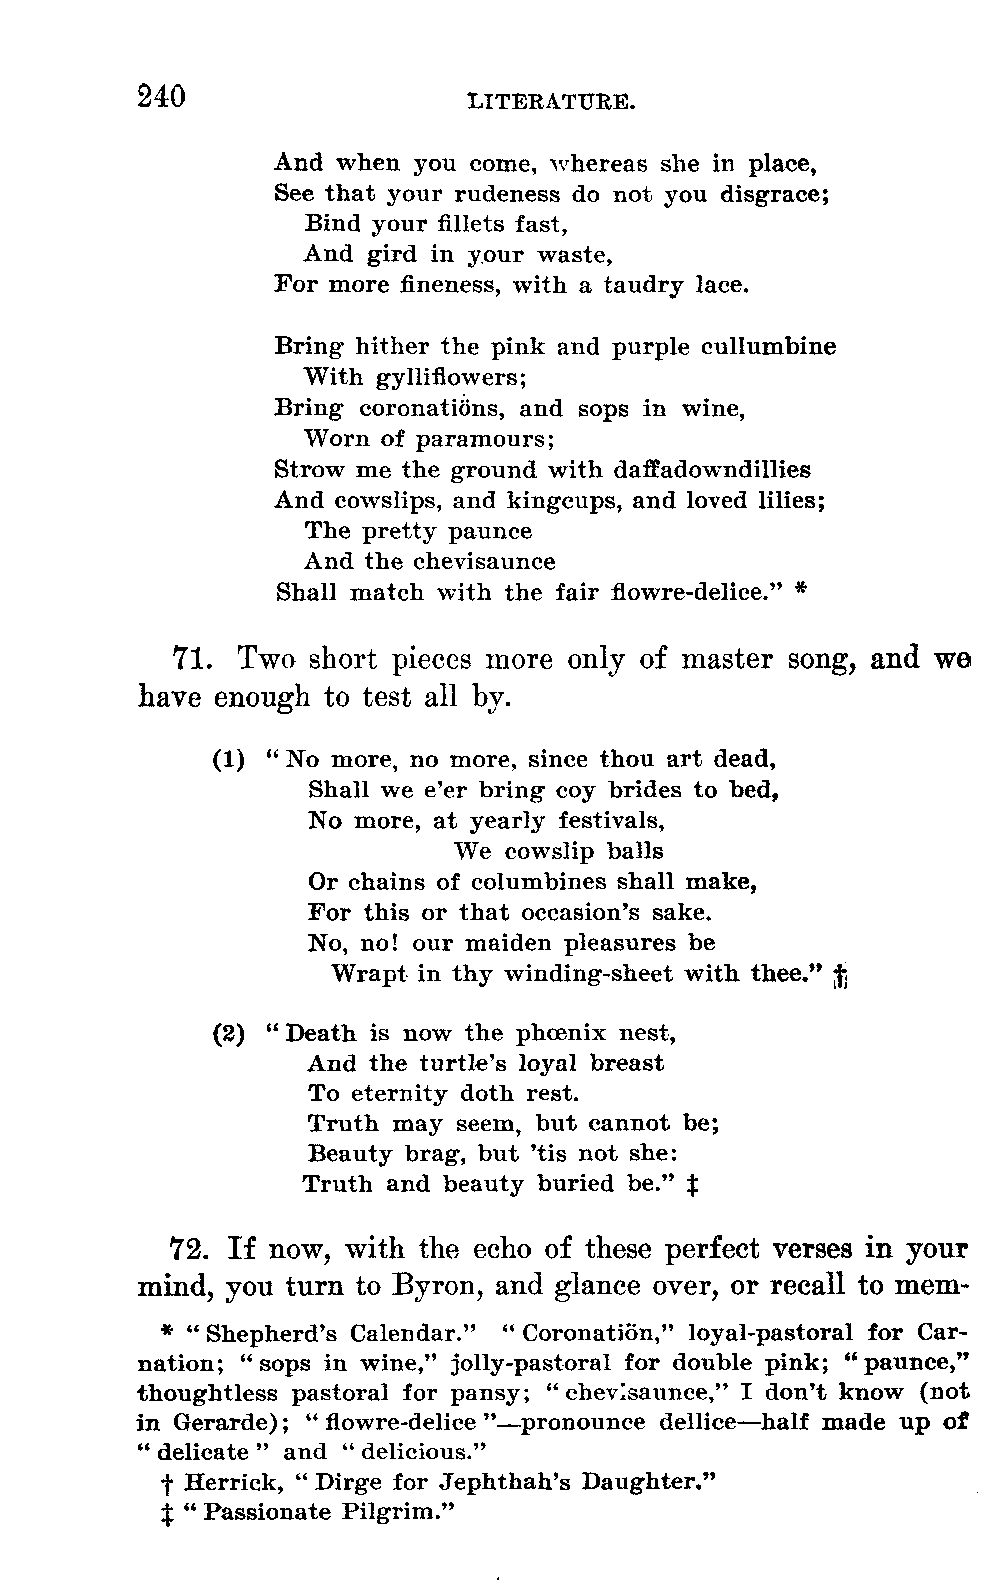 240 LITERATURE.
And when you come, whereas she in place,
See that your rudeness do not you disgrace;
Bind your fillets fast,
And gird in your waste,
For more fineness, with a taudry lace.
Bring hither the pink and purple cullumbine
With gylliflowers;
Bring coronatiöns, and sops in wine,
Worn of paramours;
Strow me the ground with daffadowndillies
And cowslips, and kingcups, and loved lilies;
The pretty paunce
And the chevisaunce
Shall match with the fair flowre-delice.” *
71. Two short pieces more only of master song, and we
have enough to test all by.
(1) “No more, no more, since thou art dead,
Shall we e’er bring coy brides to bed,
No more, at yearly festivals,
We cowslip balls
Or chains of columbines shall make,
For this or that occasion’s sake.
No, no! our maiden pleasures be
Wrapt in thy winding-sheet with thee.” †
(2) “Death is now the phœnix nest,
And the turtle’s loyal breast
To eternity doth rest.
Truth may seem, but cannot be;
Beauty brag, but ’tis not she:
Truth and beauty buried be.” ‡
72. If now, with the echo of these perfect verses in your
mind, you turn to Byron, and glance over, or recall to mem-
* “Shepherd’s Calendar.” “Coronatiön,” loyal-pastoral for Car-
nation; “sops in wine,” jolly-pastoral for double pink; “paunce,”
thoughtless pastoral for pansy; “chevisaunce,” I don’t know (not
in Gerarde); “flowre-delice”—pronounce dellice—half made up of
“delicate” and “delicious.”
† Herrick, “Dirge for Jephthah’s Daughter.”
‡ “Passionate Pilgrim.”